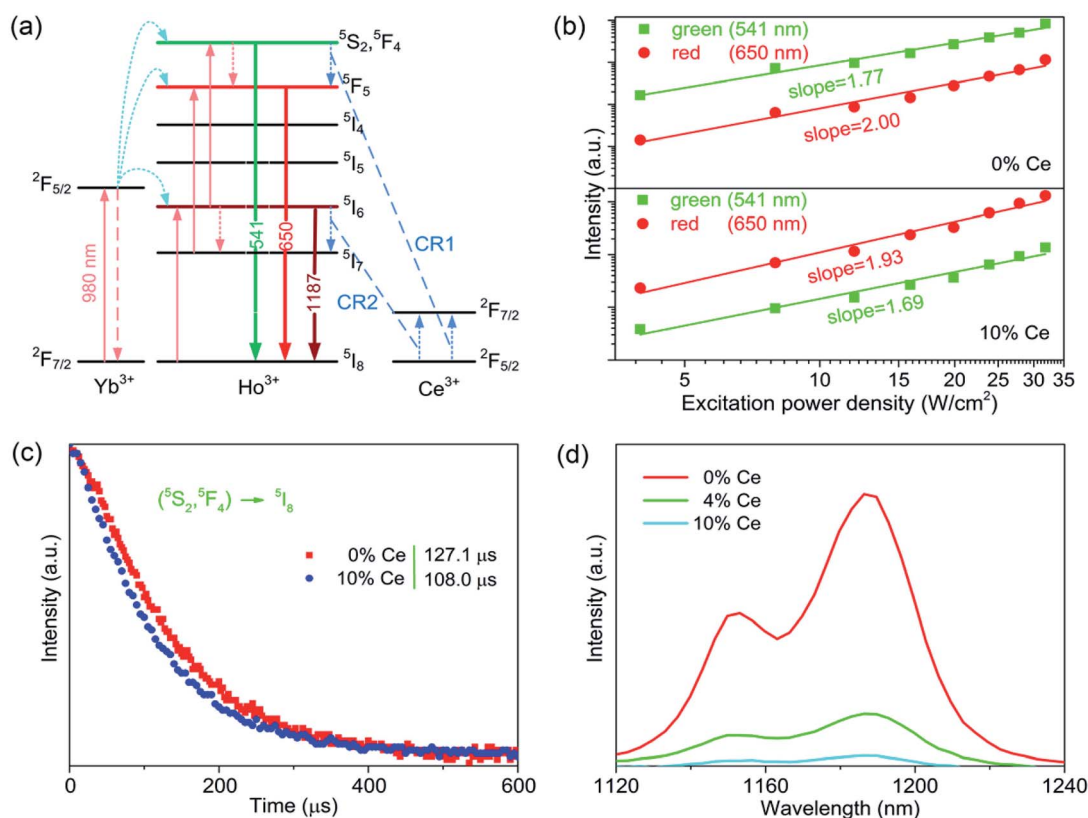 (a)
⁵S₂,⁵F₄
⁵F₅
⁵I₄
⁵I₅
²F₅/₂
⁵I₆
⁵I₇
980 nm
541
650
1187
CR1
CR2
²F₇/₂
²F₇/₂
⁵I₈
²F₅/₂
Yb³⁺
Ho³⁺
Ce³⁺
(b)
green (541 nm)
red (650 nm)
slope=1.77
slope=2.00
0% Ce
green (541 nm)
red (650 nm)
slope=1.93
slope=1.69
10% Ce
Intensity (a.u.)
5 10 15 20 25 30 35
Excitation power density (W/cm²)
(c)
(⁵S₂,⁵F₄) → ⁵I₈
0% Ce 127.1 μs
10% Ce 108.0 μs
Intensity (a.u.)
0 200 400 600
Time (μs)
(d)
0% Ce
4% Ce
10% Ce
Intensity (a.u.)
1120 1160 1200 1240
Wavelength (nm)